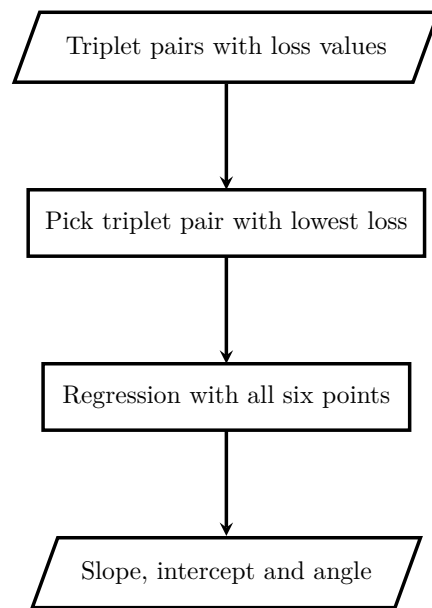 Triplet pairs with loss values
Pick triplet pair with lowest loss
Regression with all six points
Slope, intercept and angle